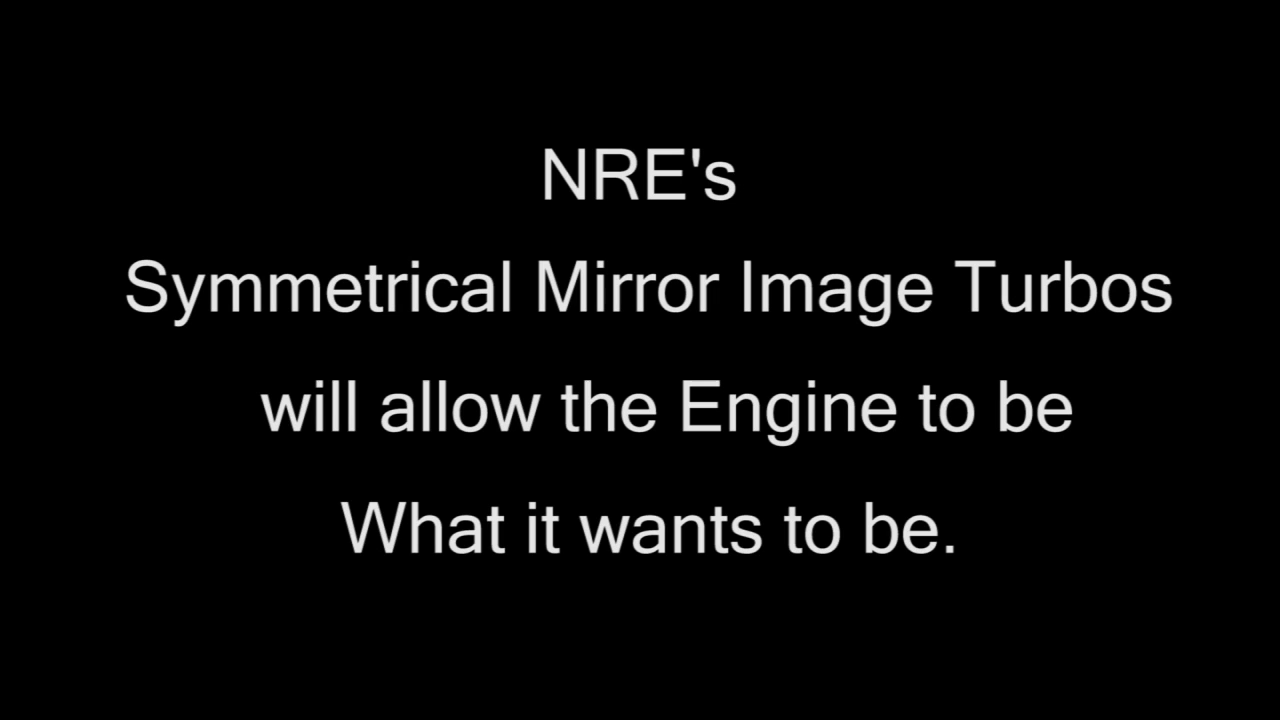 NRE's
Symmetrical Mirror Image Turbos
will allow the Engine to be
What it wants to be.